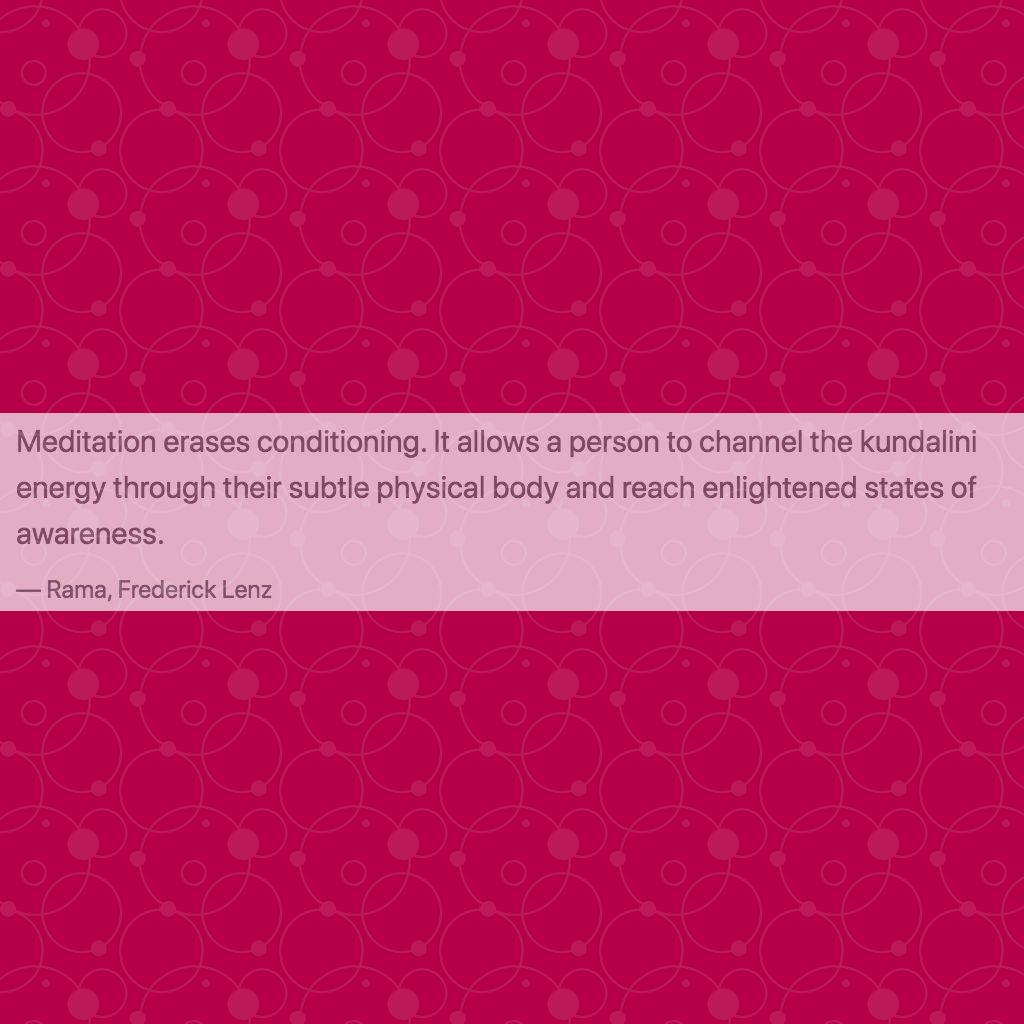 Meditation erases conditioning. It allows a person to channel the kundalini
energy through their subtle physical body and reach enlightened states of
awareness.
— Rama, Frederick Lenz